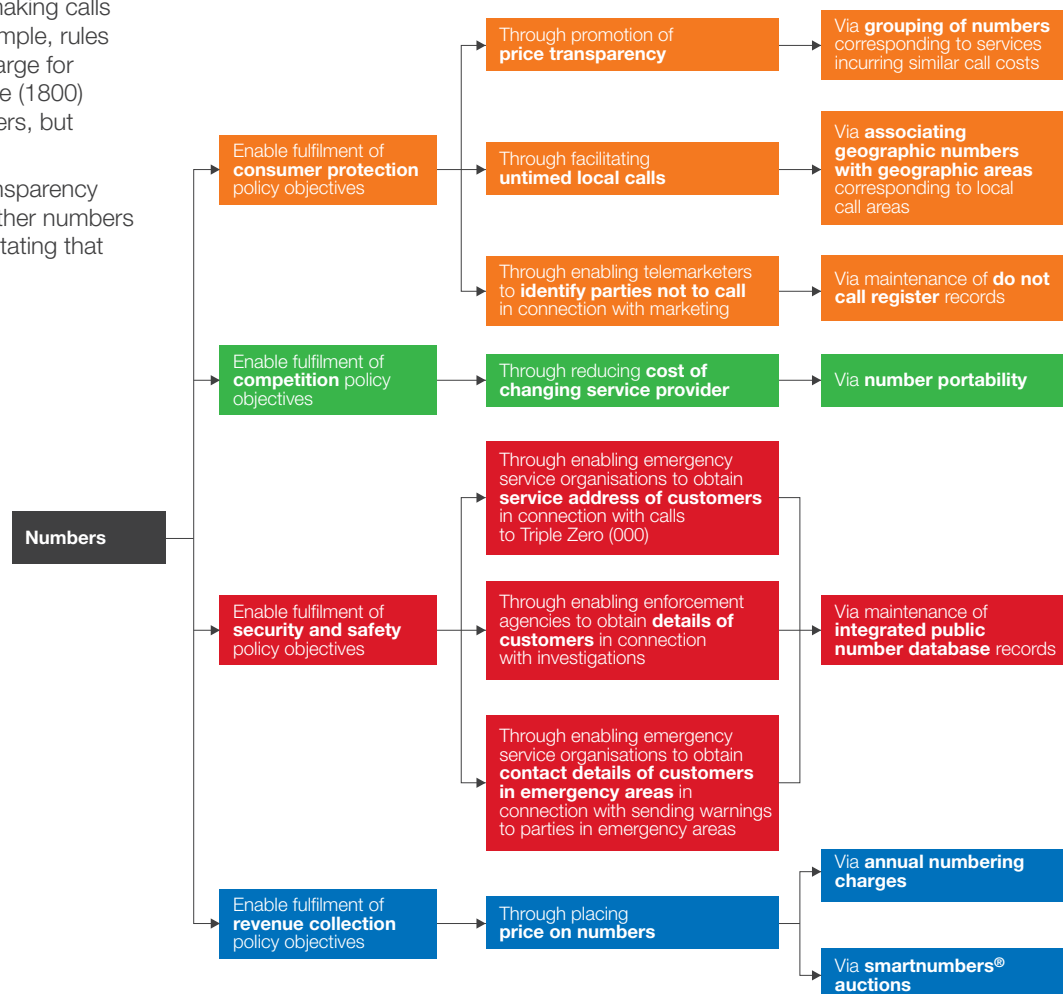 making calls
mple, rules
arge for
e (1800)
ers, but
nsparency
ther numbers
tating that
Numbers
Enable fulfilment of
consumer protection
policy objectives
Through promotion of
price transparency
Via grouping of numbers
corresponding to services
incurring similar call costs
Through facilitating
untimed local calls
Via associating
geographic numbers
with geographic areas
corresponding to local
call areas
Through enabling telemarketers
to identify parties not to call
in connection with marketing
Via maintenance of do not
call register records
Enable fulfilment of
competition policy
objectives
Through reducing cost of
changing service provider
Via number portability
Enable fulfilment of
security and safety
policy objectives
Through enabling emergency
service organisations to obtain
service address of customers
in connection with calls
to Triple Zero (000)
Through enabling enforcement
agencies to obtain details of
customers in connection
with investigations
Through enabling emergency
service organisations to obtain
contact details of customers
in emergency areas in
connection with sending warnings
to parties in emergency areas
Via maintenance of
integrated public
number database records
Enable fulfilment of
revenue collection
policy objectives
Through placing
price on numbers
Via annual numbering
charges
Via smartnumbers®
auctions